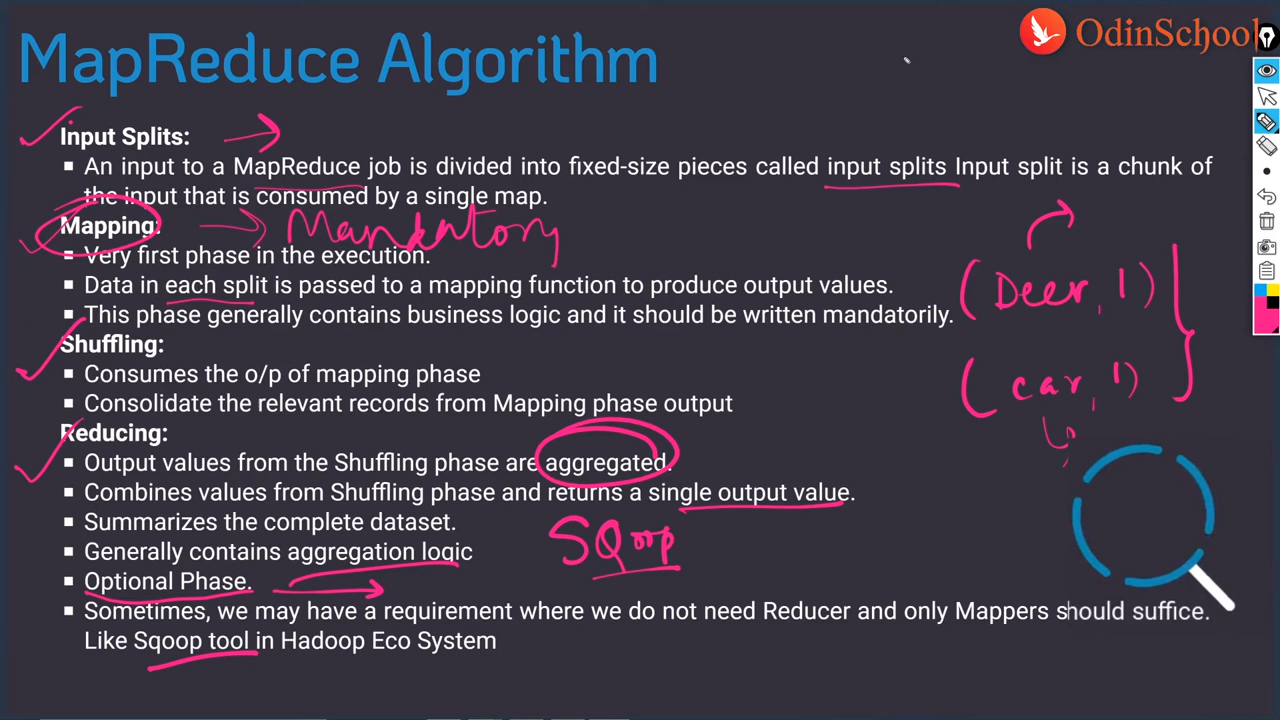 MapReduce Algorithm
OdinSchool
Input Splits:
▪ An input to a MapReduce job is divided into fixed-size pieces called input splits Input split is a chunk of
the input that is consumed by a single map.
Mapping: Mandatory
▪ Very first phase in the execution.
▪ Data in each split is passed to a mapping function to produce output values.
(Deer, 1)
▪ This phase generally contains business logic and it should be written mandatorily.
Shuffling:
▪ Consumes the o/p of mapping phase
(car, 1)
▪ Consolidate the relevant records from Mapping phase output
Reducing:
▪ Output values from the Shuffling phase are aggregated.
▪ Combines values from Shuffling phase and returns a single output value.
▪ Summarizes the complete dataset.
SQoop
▪ Generally contains aggregation logic
▪ Optional Phase.
▪ Sometimes, we may have a requirement where we do not need Reducer and only Mappers should suffice.
Like Sqoop tool in Hadoop Eco System